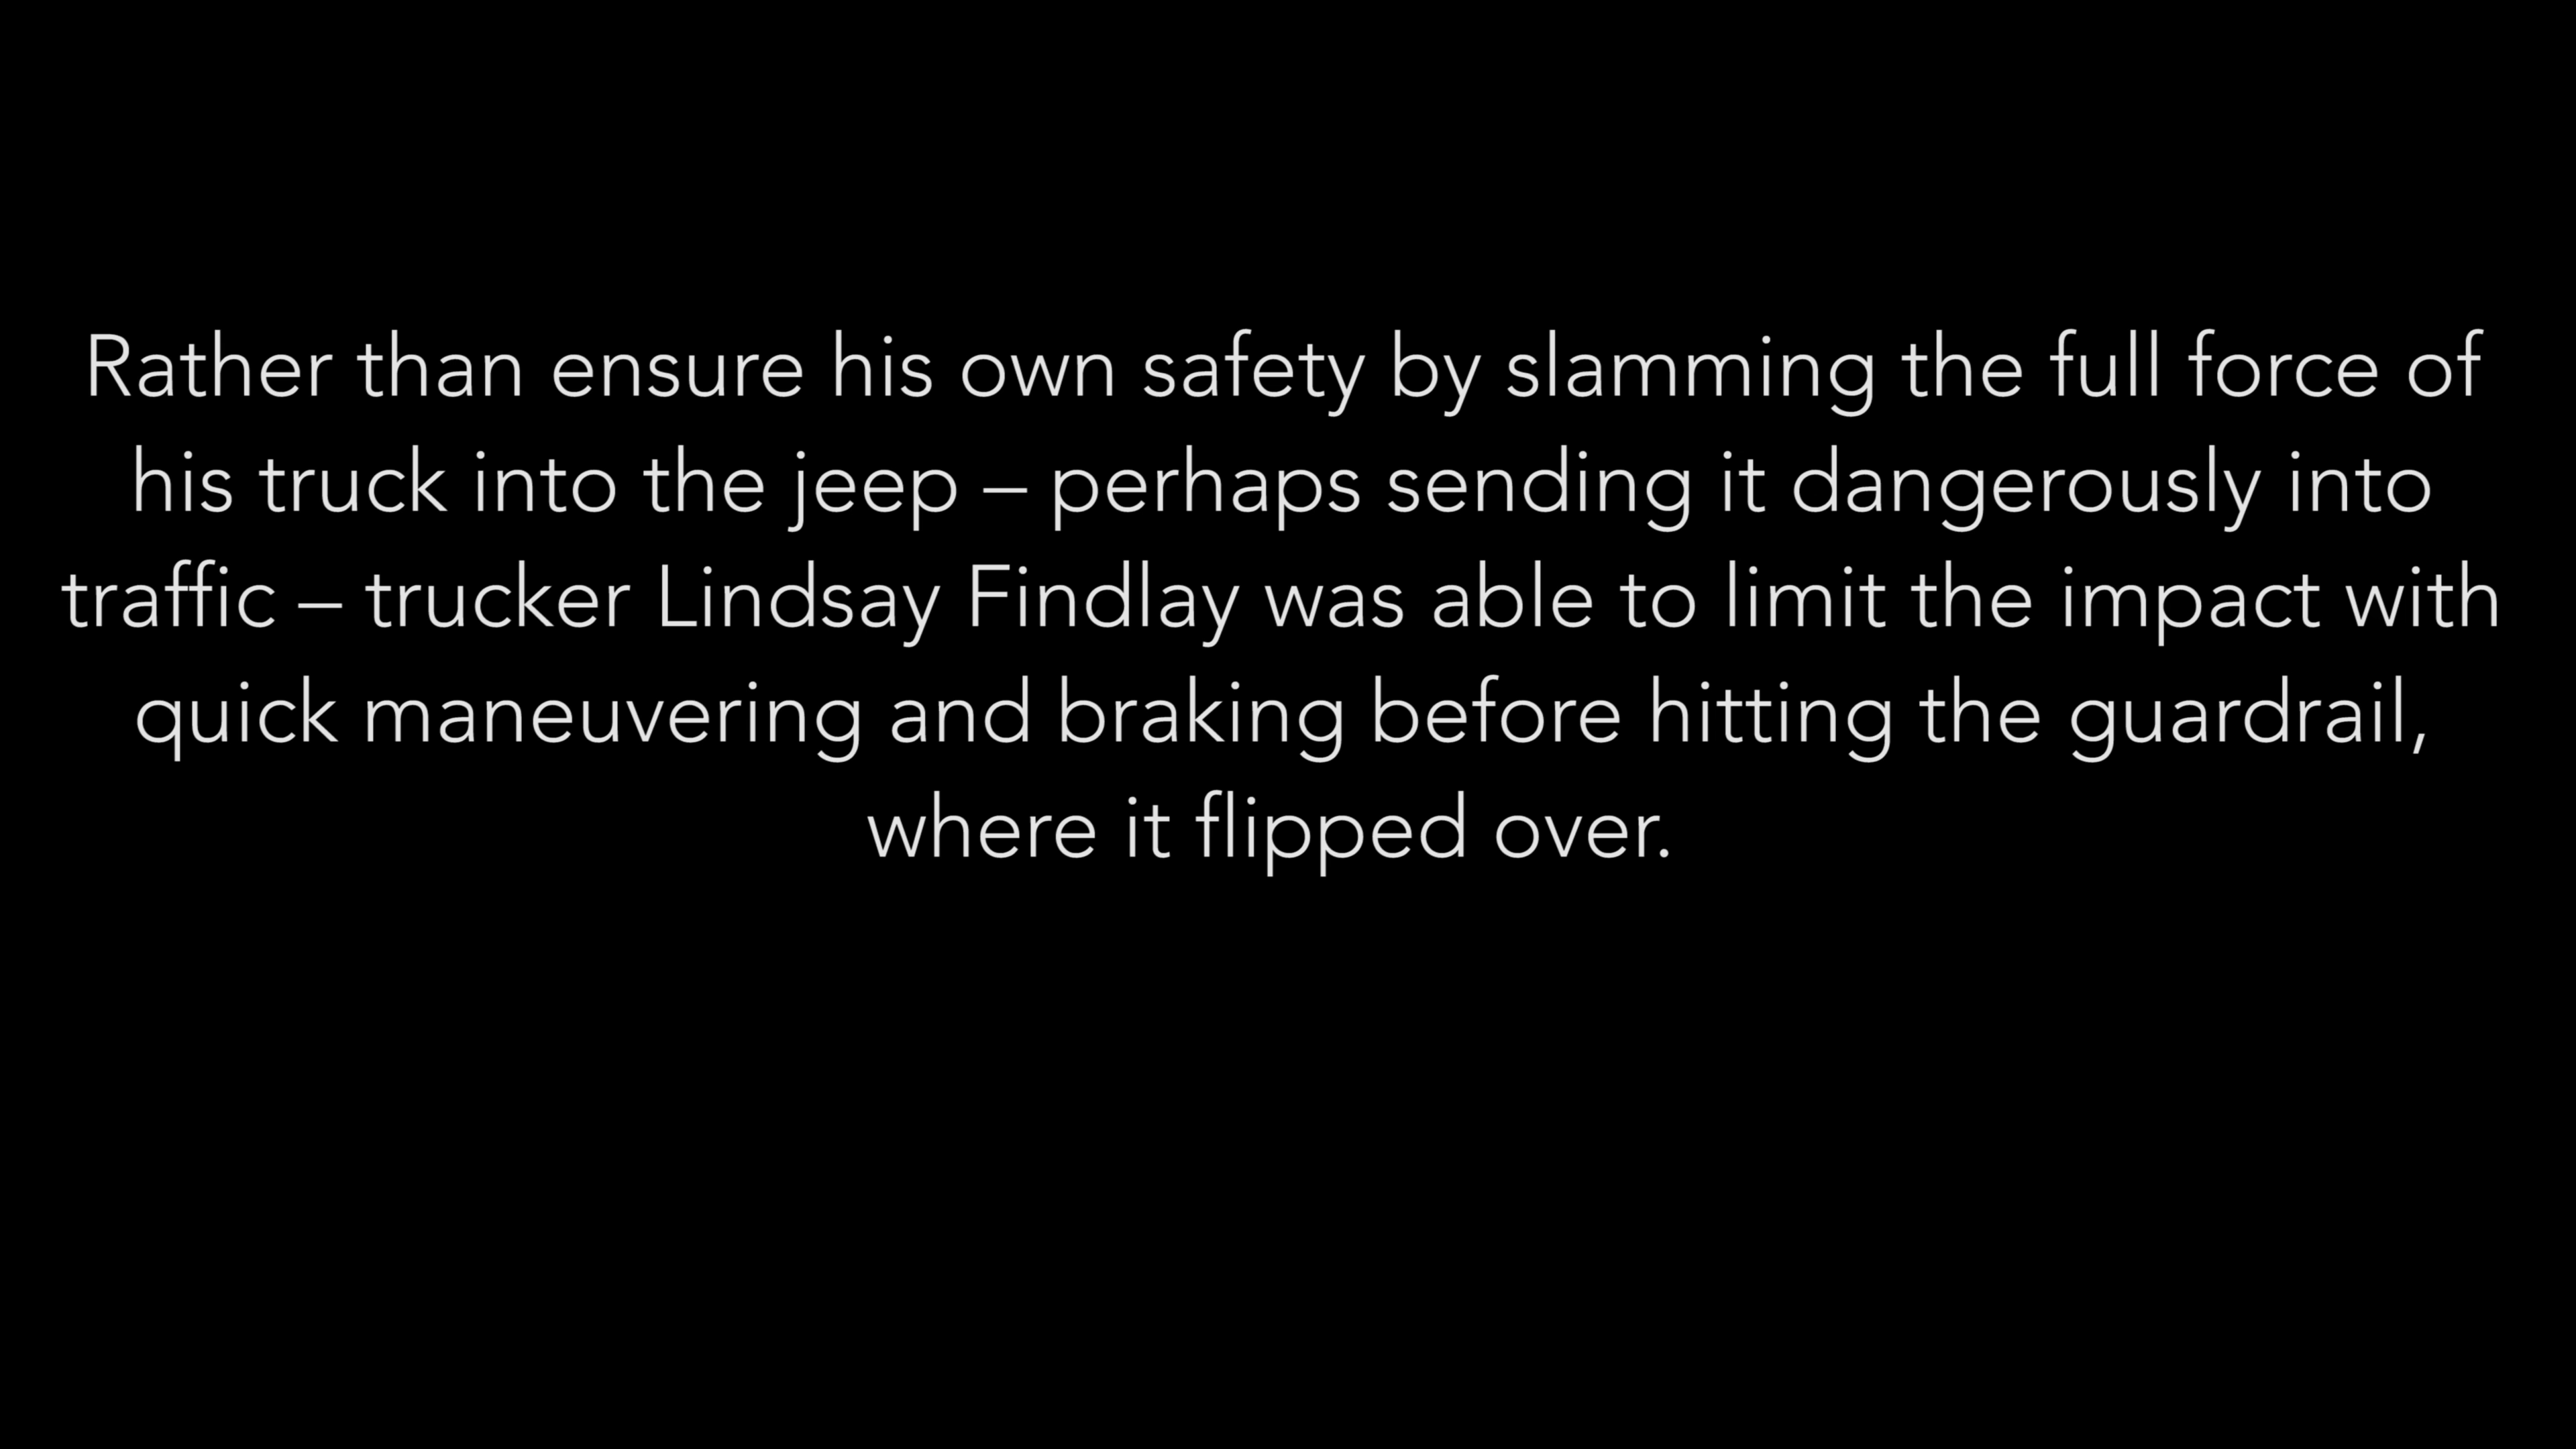 Rather than ensure his own safety by slamming the full force of
his truck into the jeep – perhaps sending it dangerously into
traffic – trucker Lindsay Findlay was able to limit the impact with
quick maneuvering and braking before hitting the guardrail,
where it flipped over.